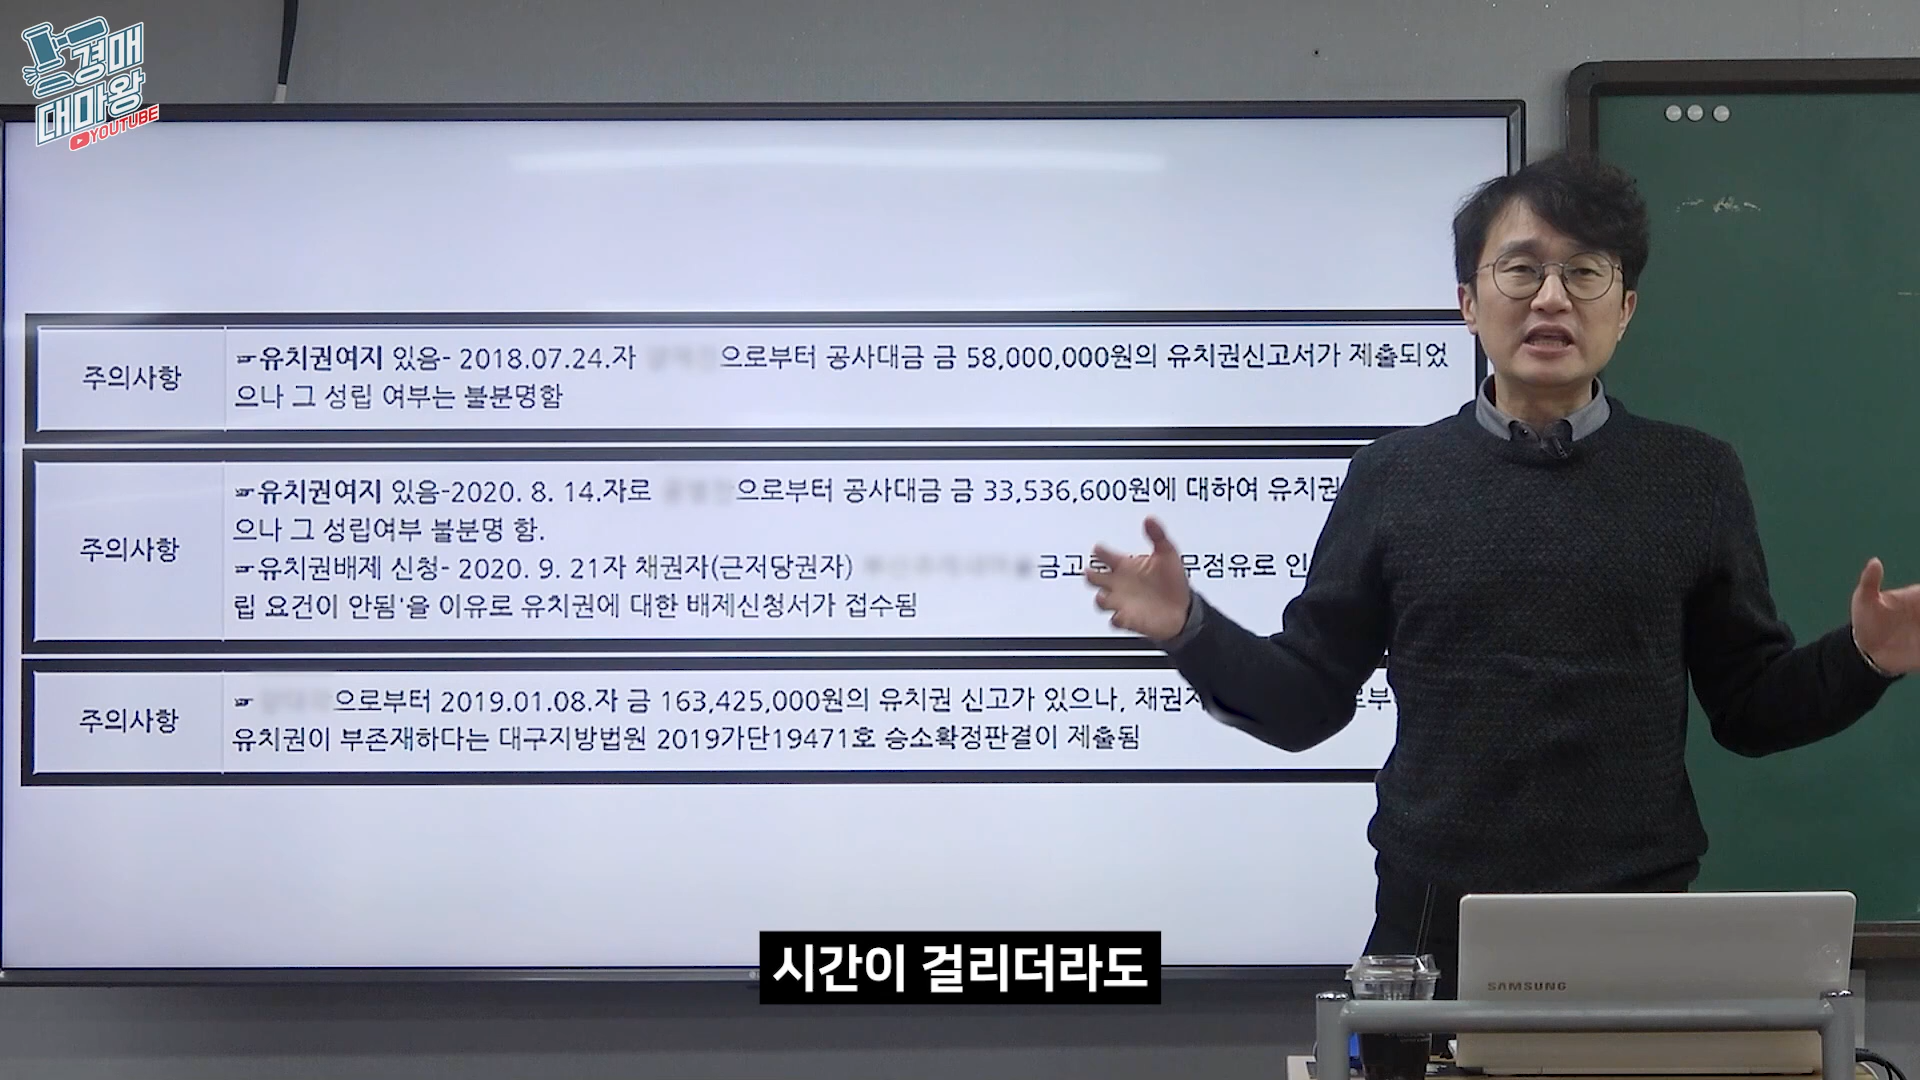 경매
대마왕
YOUTUBE
주의사항
☞유치권여지 있음- 2018.07.24.자 으로부터 공사대금 금 58,000,000원의 유치권신고서가 제출되었
으나 그 성립 여부는 불분명함
주의사항
☞유치권여지 있음-2020. 8. 14.자로 으로부터 공사대금 금 33,536,600원에 대하여 유치권
으나 그 성립여부 불분명 함.
☞유치권배제 신청- 2020. 9. 21자 채권자(근저당권자) 금고로 무점유로 인
립 요건이 안됨'을 이유로 유치권에 대한 배제신청서가 접수됨
주의사항
☞ 으로부터 2019.01.08.자 금 163,425,000원의 유치권 신고가 있으나, 채권자
유치권이 부존재하다는 대구지방법원 2019가단19471호 승소확정판결이 제출됨
시간이 걸리더라도
SAMSUNG